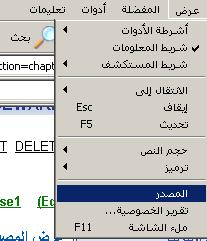 عرض المفضلة أدوات تعليمات
أشرطة الأدوات
شريط المعلومات
شريط المستكشف
بحث
ction=chapt
الانتقال إلى
إيقاف Esc
تحديث F5
حجم النص
ترميز
DELET
المصدر
تقرير الخصوصية...
ملء الشاشة F11
se1 (Ec